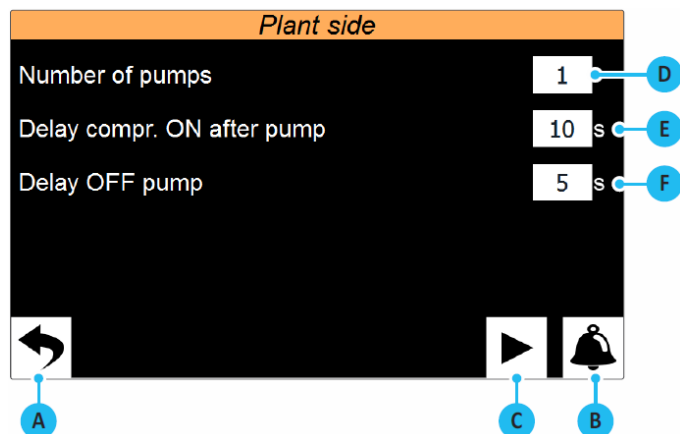 Plant side
Number of pumps 1 D
Delay compr. ON after pump 10 s E
Delay OFF pump 5 s F
A C B